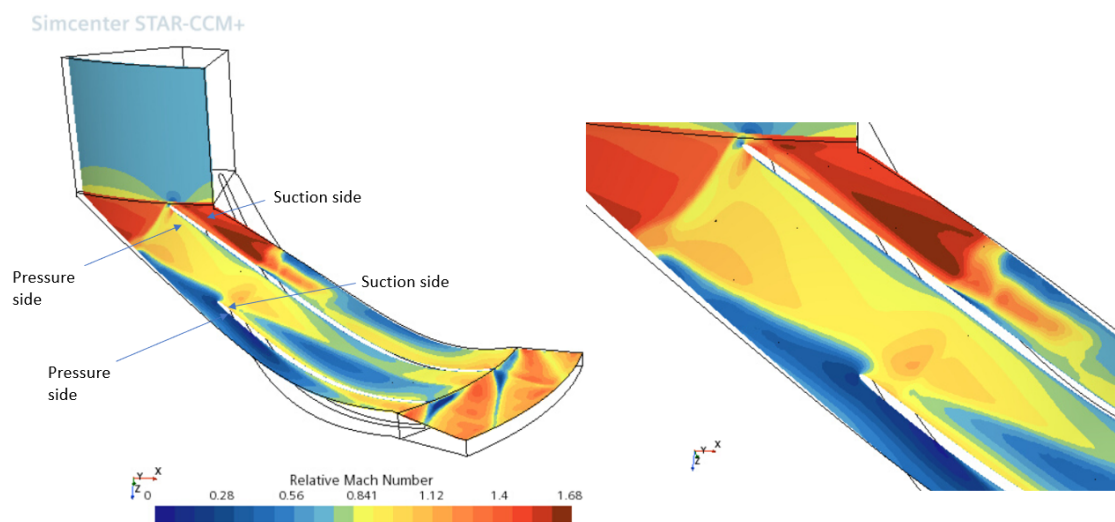 Simcenter STAR-CCM+
Suction side
Suction side
Pressure
side
Pressure
side
Y X
Z
Relative Mach Number
0 0.28 0.56 0.841 1.12 1.4 1.68
Y X
Z